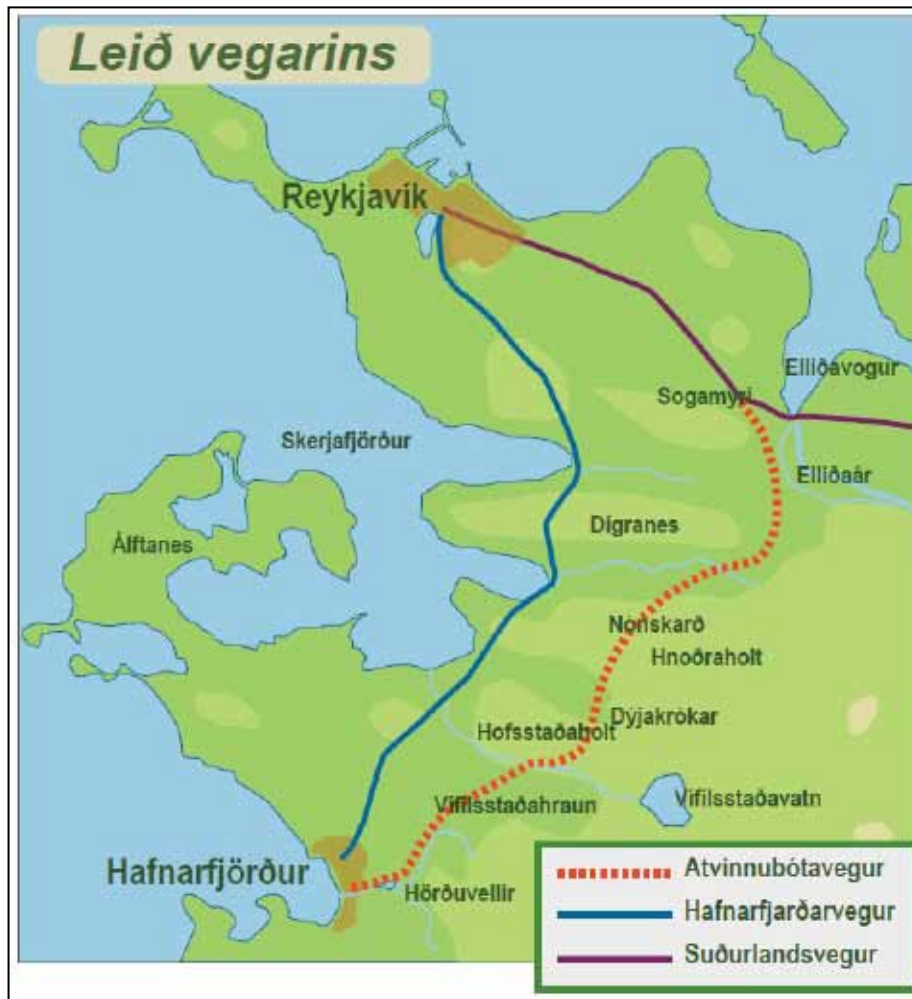 Leið vegarins
Reykjavík
Elliðavogur
Sogamýri
Skerjafjörður
Elliðaár
Digranes
Álftanes
Nónskarð
Hnoðraholt
Dýjakrókar
Hofsstaðaholt
Vífilsstaðahraun
Vífilsstaðavatn
Hafnarfjörður
Hörðuvellir
Atvinnubótavegur
Hafnarfjarðarvegur
Suðurlandsvegur